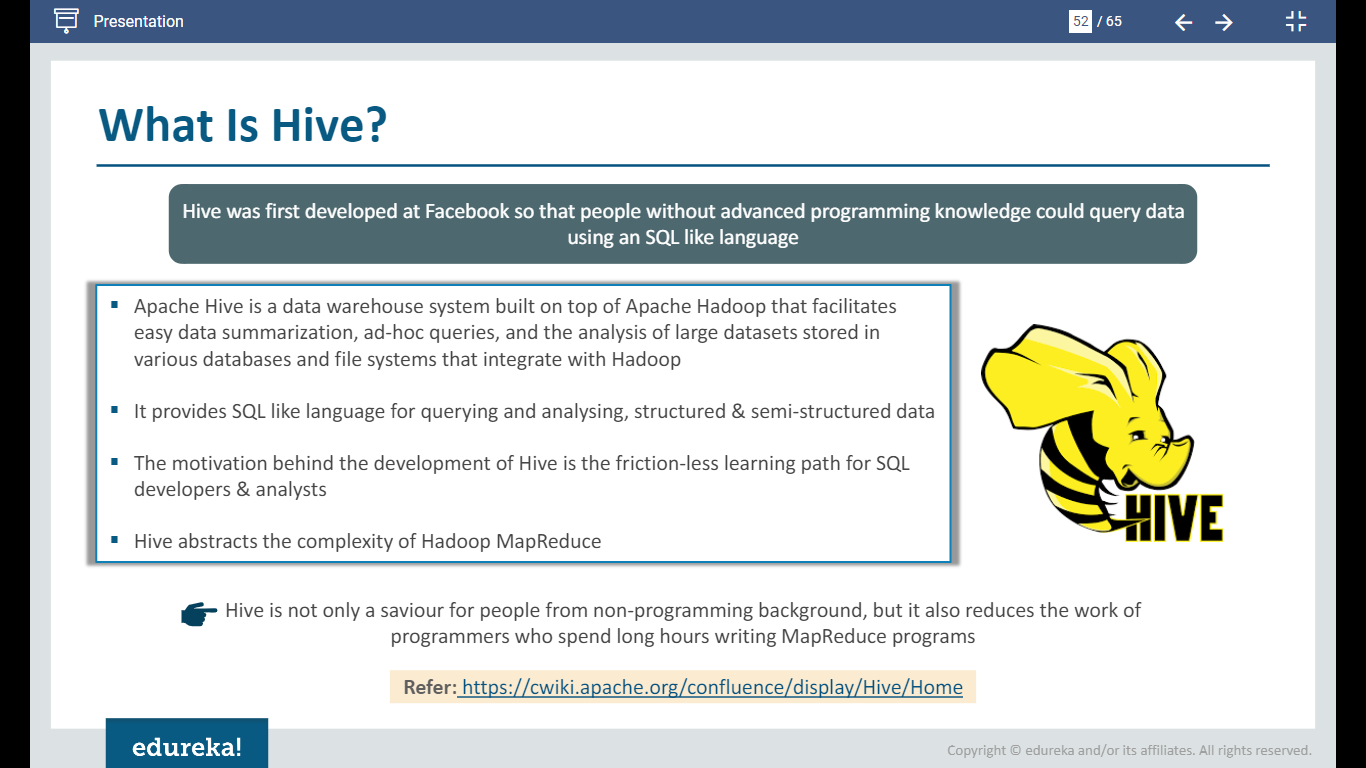 Presentation
52 / 65
What Is Hive?
Hive was first developed at Facebook so that people without advanced programming knowledge could query data
using an SQL like language
▪ Apache Hive is a data warehouse system built on top of Apache Hadoop that facilitates
easy data summarization, ad-hoc queries, and the analysis of large datasets stored in
various databases and file systems that integrate with Hadoop
▪ It provides SQL like language for querying and analysing, structured & semi-structured data
▪ The motivation behind the development of Hive is the friction-less learning path for SQL
developers & analysts
▪ Hive abstracts the complexity of Hadoop MapReduce
HIVE
Hive is not only a saviour for people from non-programming background, but it also reduces the work of
programmers who spend long hours writing MapReduce programs
Refer: https://cwiki.apache.org/confluence/display/Hive/Home
edureka!
Copyright © edureka and/or its affiliates. All rights reserved.